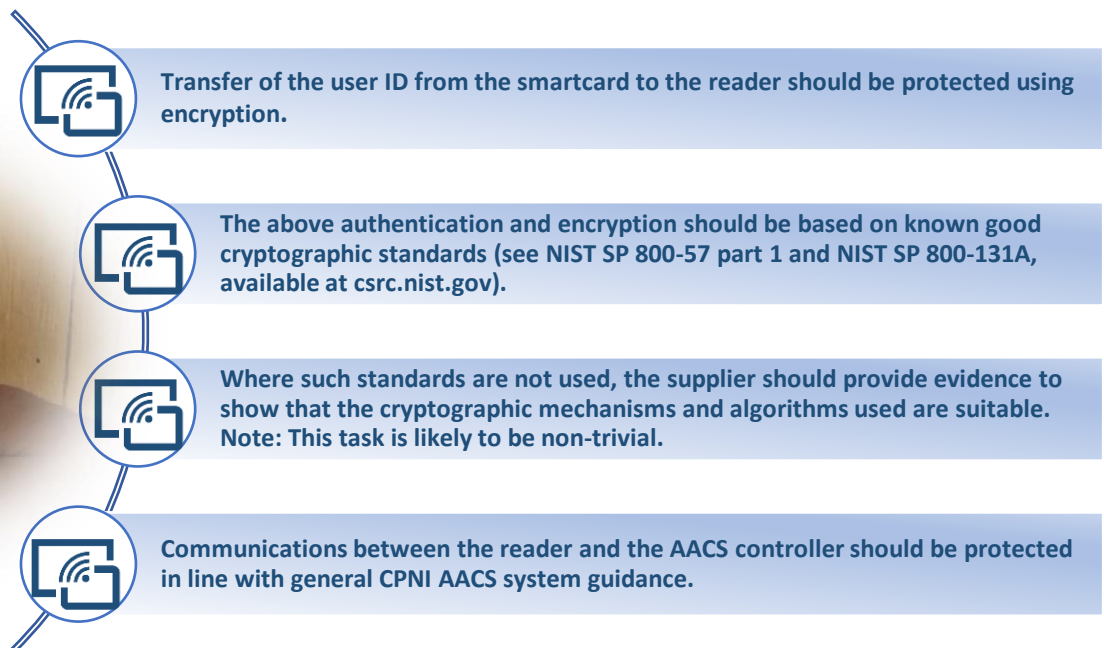 Transfer of the user ID from the smartcard to the reader should be protected using
encryption.
The above authentication and encryption should be based on known good
cryptographic standards (see NIST SP 800-57 part 1 and NIST SP 800-131A,
available at csrc.nist.gov).
Where such standards are not used, the supplier should provide evidence to
show that the cryptographic mechanisms and algorithms used are suitable.
Note: This task is likely to be non-trivial.
Communications between the reader and the AACS controller should be protected
in line with general CPNI AACS system guidance.